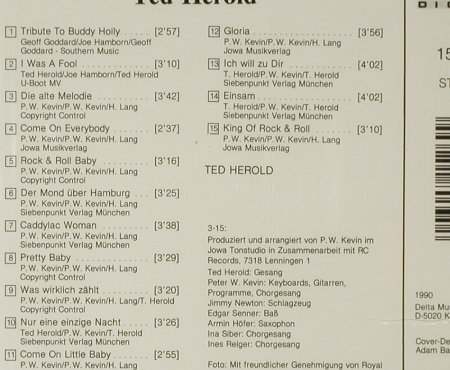 Ted Herold
1 Tribute To Buddy Holly ....... [2'57]
Geoff Goddard/Joe Hamborn/Geoff
Goddard - Southern Music
2 I Was A Fool ............. [3'10]
Ted Herold/Joe Hamborn/Ted Herold
U-Boot MV
3 Die alte Melodie ........... [3'42]
P.W. Kevin/P.W. Kevin/H. Lang
Copyright Control
4 Come On Everybody ........ [2'37]
P.W. Kevin/P.W. Kevin/H. Lang
Jowa Musikverlag
5 Rock & Roll Baby .......... [3'16]
P.W. Kevin/P.W. Kevin/H. Lang
Copyright Control
6 Der Mond über Hamburg .... [3'25]
P.W. Kevin/P.W. Kevin/H. Lang
Siebenpunkt Verlag München
7 Caddylac Woman .......... [3'38]
P.W. Kevin/P.W. Kevin/H. Lang
Siebenpunkt Verlag München
8 Pretty Baby .............. [3'29]
P.W. Kevin/P.W. Kevin/H. Lang
Copyright Control
9 Was wirklich zählt .......... [3'20]
P.W. Kevin/P.W. Kevin/H. Lang/T. Herold
Copyright Control
10 Nur eine einzige Nacht ...... [3'26]
Ted Herold/P.W. Kevin/T. Herold
Siebenpunkt Verlag München
11 Come On Little Baby ........ [2'55]
P.W. Kevin/P.W. Kevin/H. Lang
12 Gloria .................. [3'56]
P.W. Kevin/P.W. Kevin/H. Lang
Jowa Musikverlag
13 Ich will zu Dir ............ [4'02]
T. Herold/P.W. Kevin/T. Herold
Siebenpunkt Verlag München
14 Einsam ................. [4'02]
T. Herold/P.W. Kevin/T. Herold
Siebenpunkt Verlag München
15 King Of Rock & Roll ........ [3'10]
P.W. Kevin/P.W. Kevin/H. Lang
Jowa Musikverlag
TED HEROLD
3-15:
Produziert und arrangiert von P.W. Kevin im
Jowa Tonstudio in Zusammenarbeit mit RC
Records, 7318 Lenningen 1
Ted Herold: Gesang
Peter W. Kevin: Keyboards, Gitarren,
Programme, Chorgesang
Jimmy Newton: Schlagzeug
Edgar Senner: Baß
Armin Höfer: Saxophon
Ina Siber: Chorgesang
Ines Reiger: Chorgesang
Foto: Mit freundlicher Genehmigung von Royal
DIG
15
ST
1990
Delta Mu
D-5020 K
Cover-De
Adam Ba